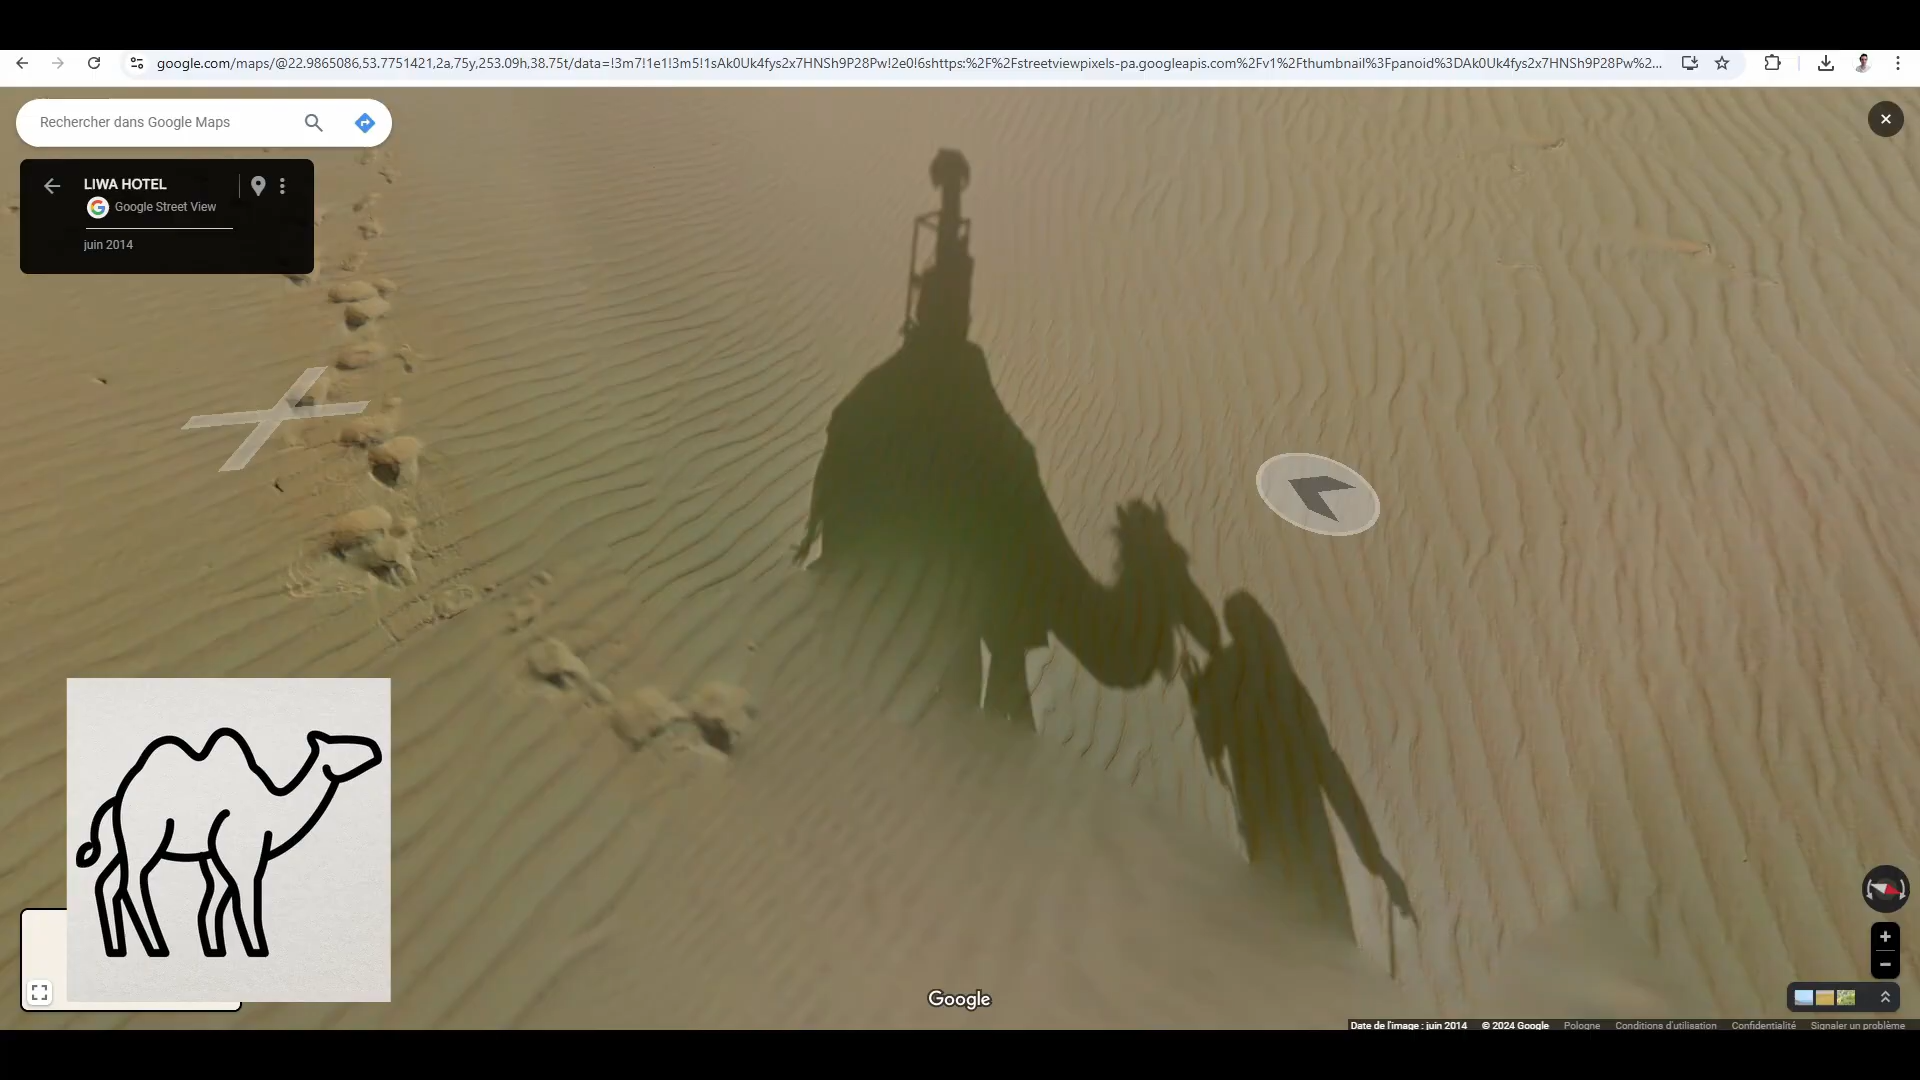 google.com/maps/@22.9865086,53.7751421,2a,75y,253.09h,38.75t/data=!3m7!1e1!3m5!1sAk0Uk4fys2x7HNSh9P28Pw!2e0!6shttps:%2F%2Fstreetviewpixels-pa.googleapis.com%2Fv1%2Fthumbnail%3Fpanoid%3DAk0Uk4fys2x7HNSh9P28Pw%2...
Rechercher dans Google Maps
LIWA HOTEL
Google Street View
juin 2014
Google
Date de l'image : juin 2014 © 2024 Google Pologne Conditions d'utilisation Confidentialité Signaler un problème